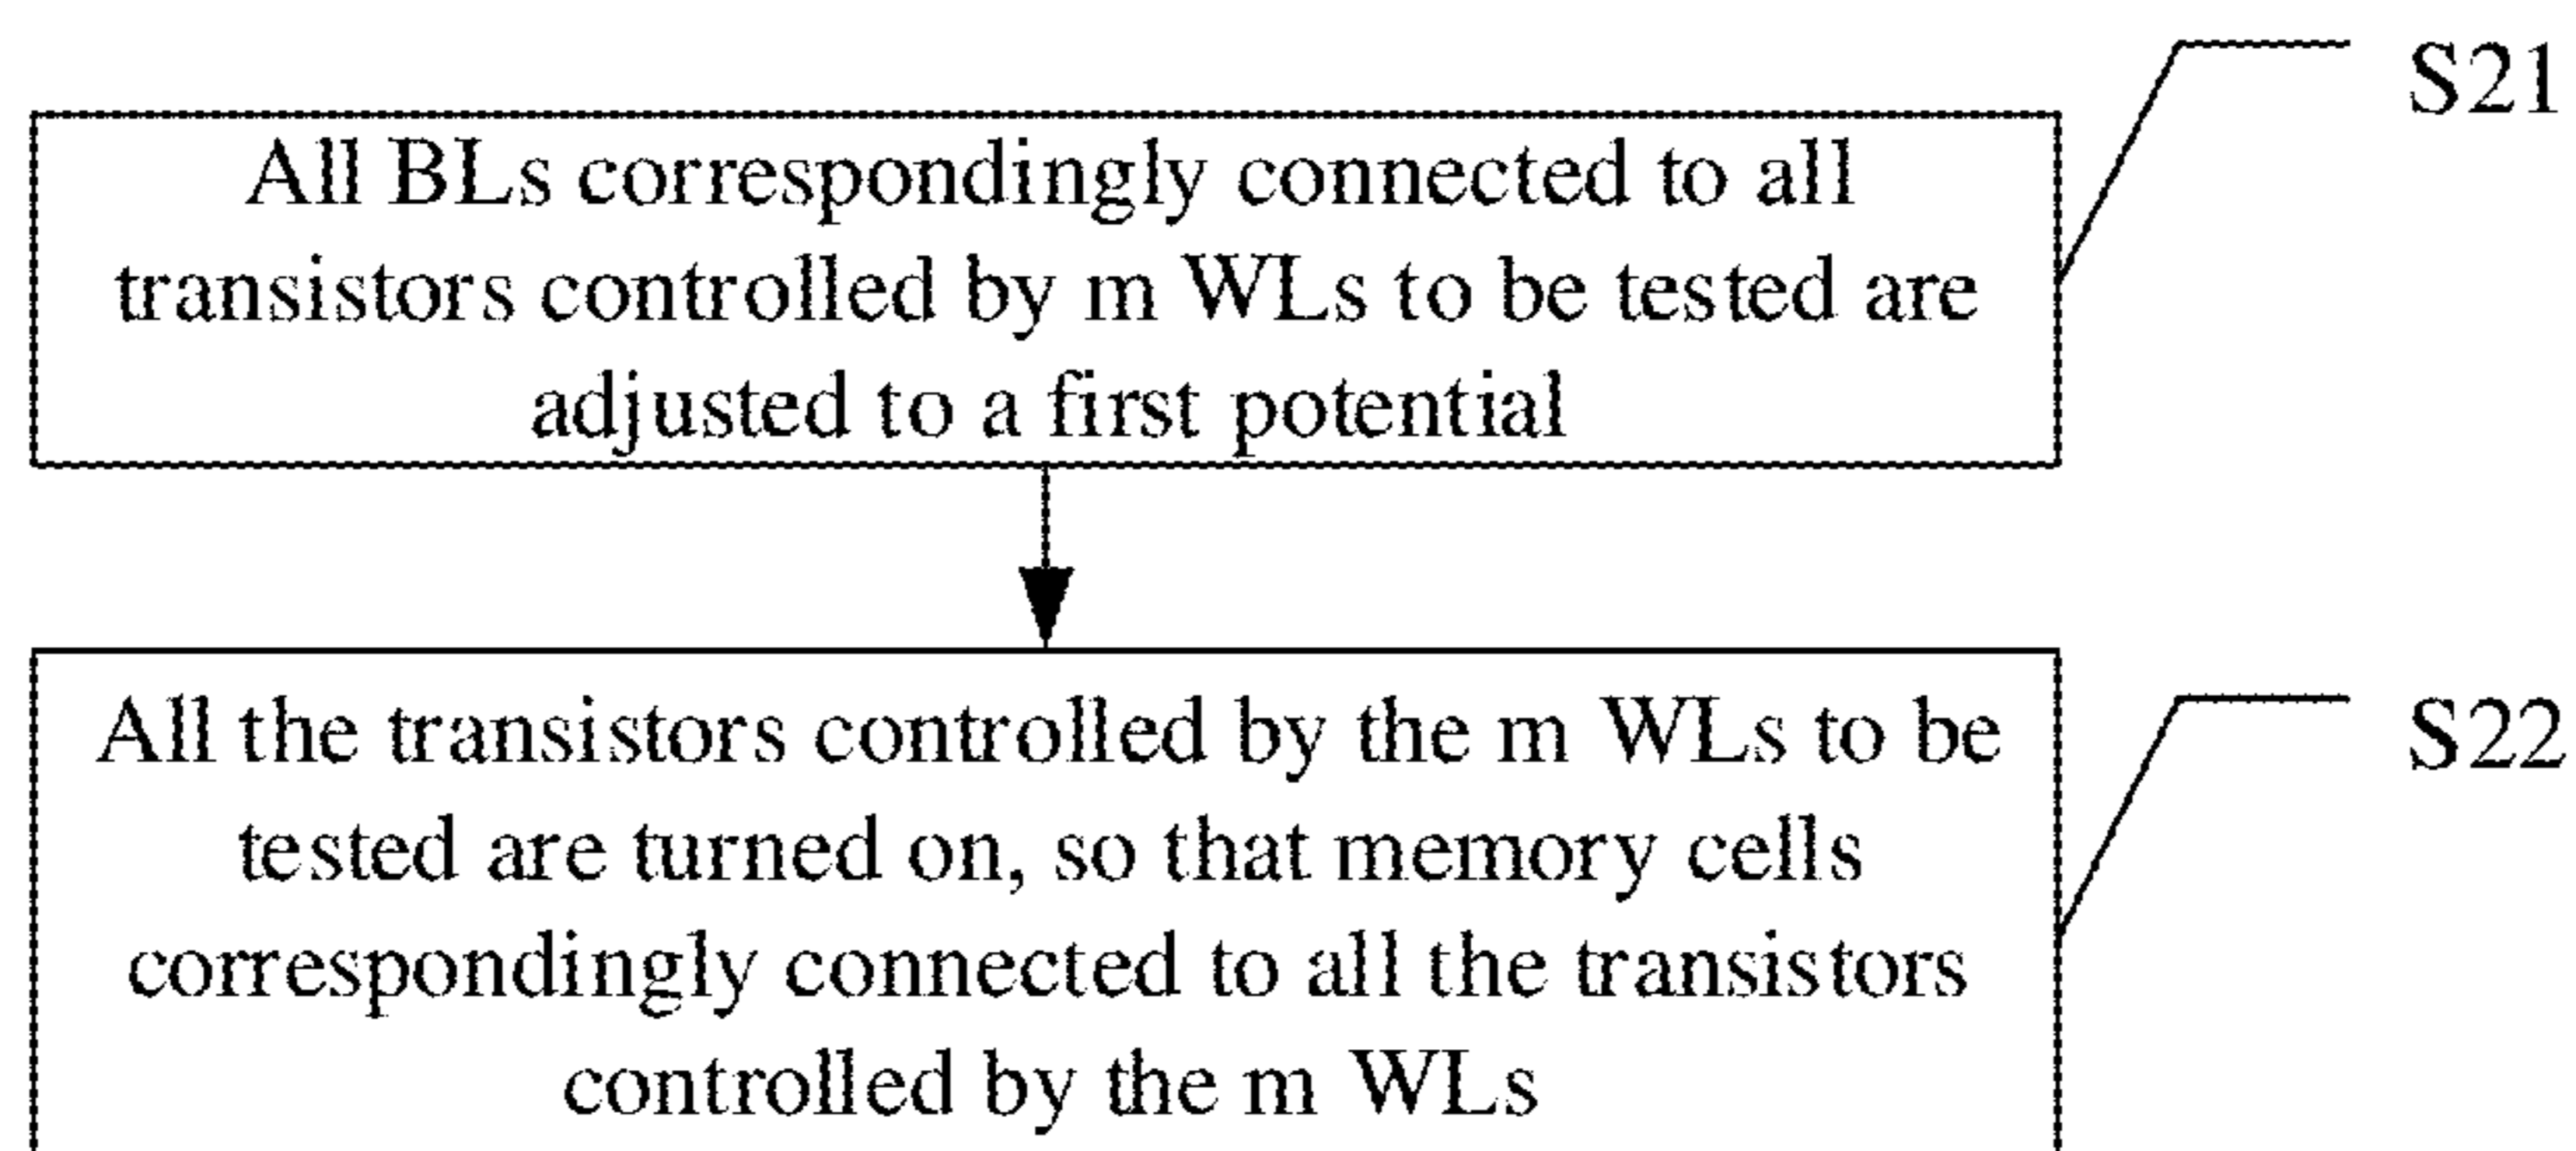 S21
All BLs correspondingly connected to all
transistors controlled by m WLs to be tested are
adjusted to a first potential
S22
All the transistors controlled by the m WLs to be
tested are turned on, so that memory cells
correspondingly connected to all the transistors
controlled by the m WLs